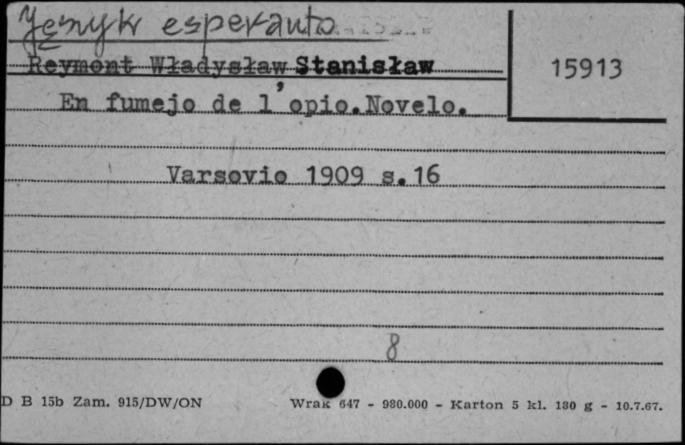 Język esperanto
Reymont Władysław Stanisław
15913
En fumejo de l'opio.Novelo.
Varsovio 1909 s.16
8
D B 15b Zam. 915/DW/ON
Wrak 647 - 980.000 - Karton 5 kl. 180 g - 10.7.67.